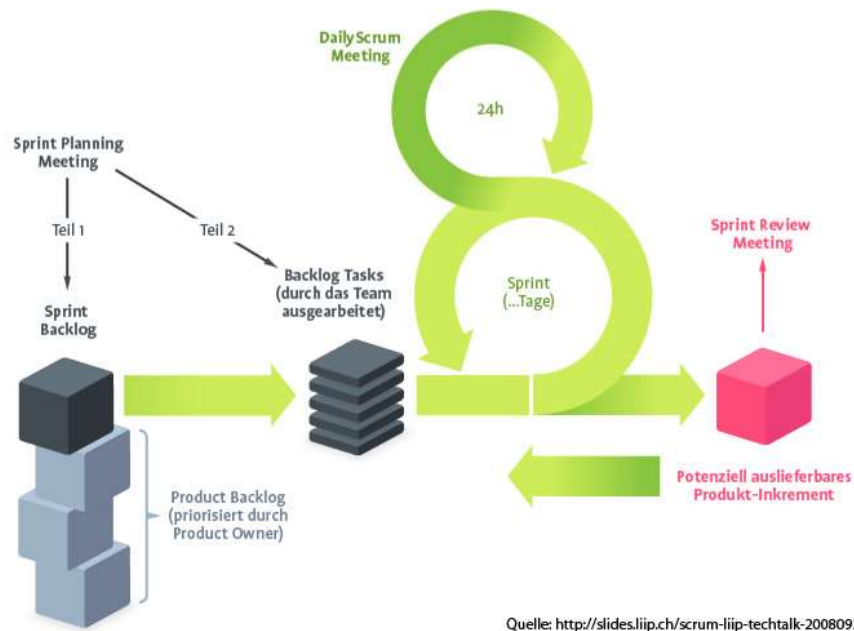 DailyScrum
Meeting
24h
Sprint Planning
Meeting
Teil 1
Teil 2
Sprint
Backlog
Backlog Tasks
(durch das Team
ausgearbeitet)
Sprint
(...Tage)
Sprint Review
Meeting
Product Backlog
(priorisiert durch
Product Owner)
Potenziell auslieferbares
Produkt-Inkrement
Quelle: http://slides.liip.ch/scrum-liip-techtalk-200809